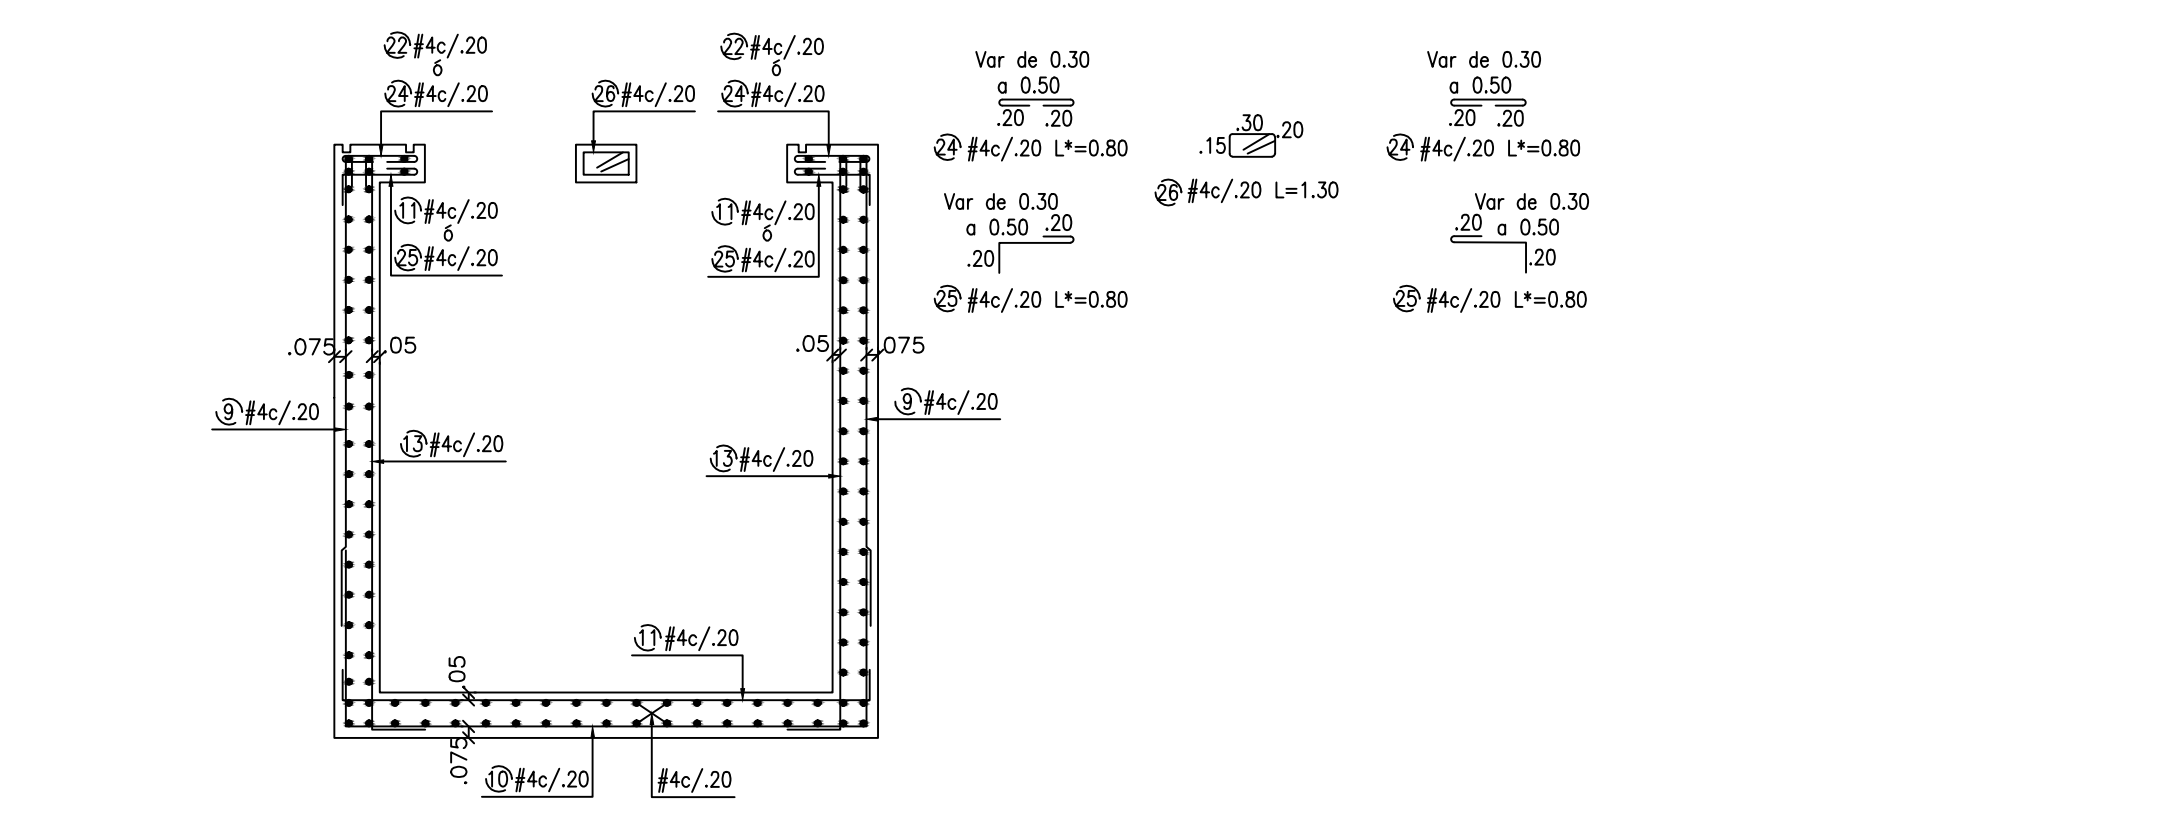 22 #4c/.20
ó
24 #4c/.20
26 #4c/.20
22 #4c/.20
ó
24 #4c/.20
11 #4c/.20
ó
25 #4c/.20
11 #4c/.20
ó
25 #4c/.20
.075
.05
.05
.075
9 #4c/.20
9 #4c/.20
13 #4c/.20
13 #4c/.20
11 #4c/.20
.05
.075
10 #4c/.20
#4c/.20
Var de 0.30
a 0.50
.20 .20
24 #4c/.20 L*=0.80
Var de 0.30
a 0.50 .20
.20
25 #4c/.20 L*=0.80
.30
.20
.15
26 #4c/.20 L=1.30
Var de 0.30
a 0.50
.20 .20
24 #4c/.20 L*=0.80
Var de 0.30
.20 a 0.50
.20
25 #4c/.20 L*=0.80